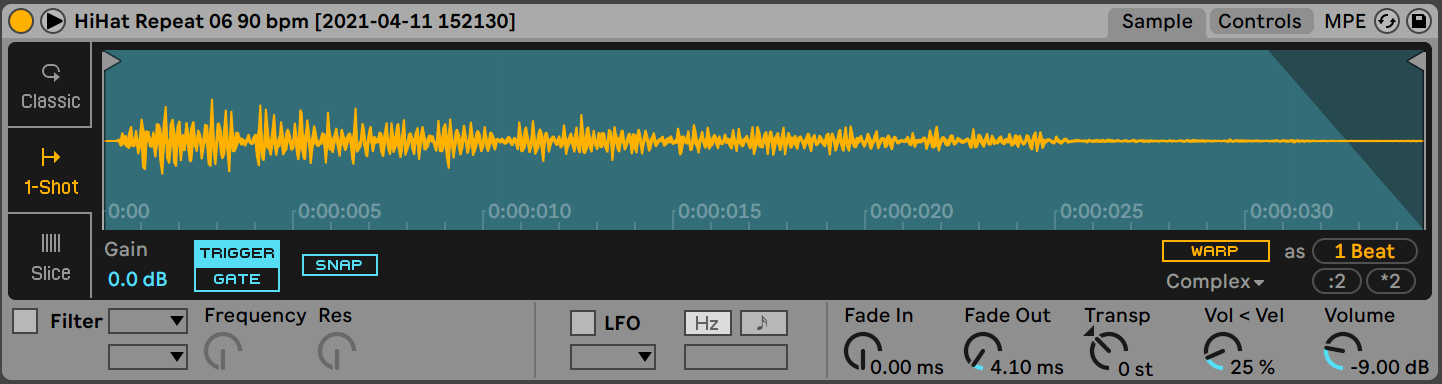 HiHat Repeat 06 90 bpm [2021-04-11 152130]
Sample
Controls
MPE
Classic
1-Shot
Slice
0:00
0:00:005
0:00:010
0:00:015
0:00:020
0:00:025
0:00:030
Gain
0.0 dB
TRIGGER
GATE
SNAP
WARP
as
1 Beat
Complex
:2
*2
Filter
Frequency
Res
LFO
Hz
Fade In
0.00 ms
Fade Out
4.10 ms
Transp
0 st
Vol < Vel
25 %
Volume
-9.00 dB